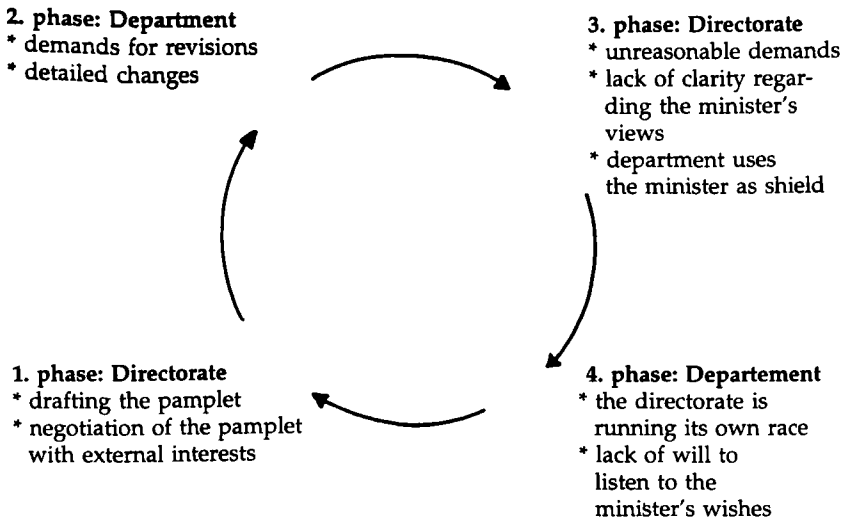 2. phase: Department
* demands for revisions
* detailed changes
3. phase: Directorate
* unreasonable demands
* lack of clarity regar-
ding the minister's
views
* department uses
the minister as shield
1. phase: Directorate
* drafting the pamplet
* negotiation of the pamplet
with external interests
4. phase: Departement
* the directorate is
running its own race
* lack of will to
listen to the
minister's wishes